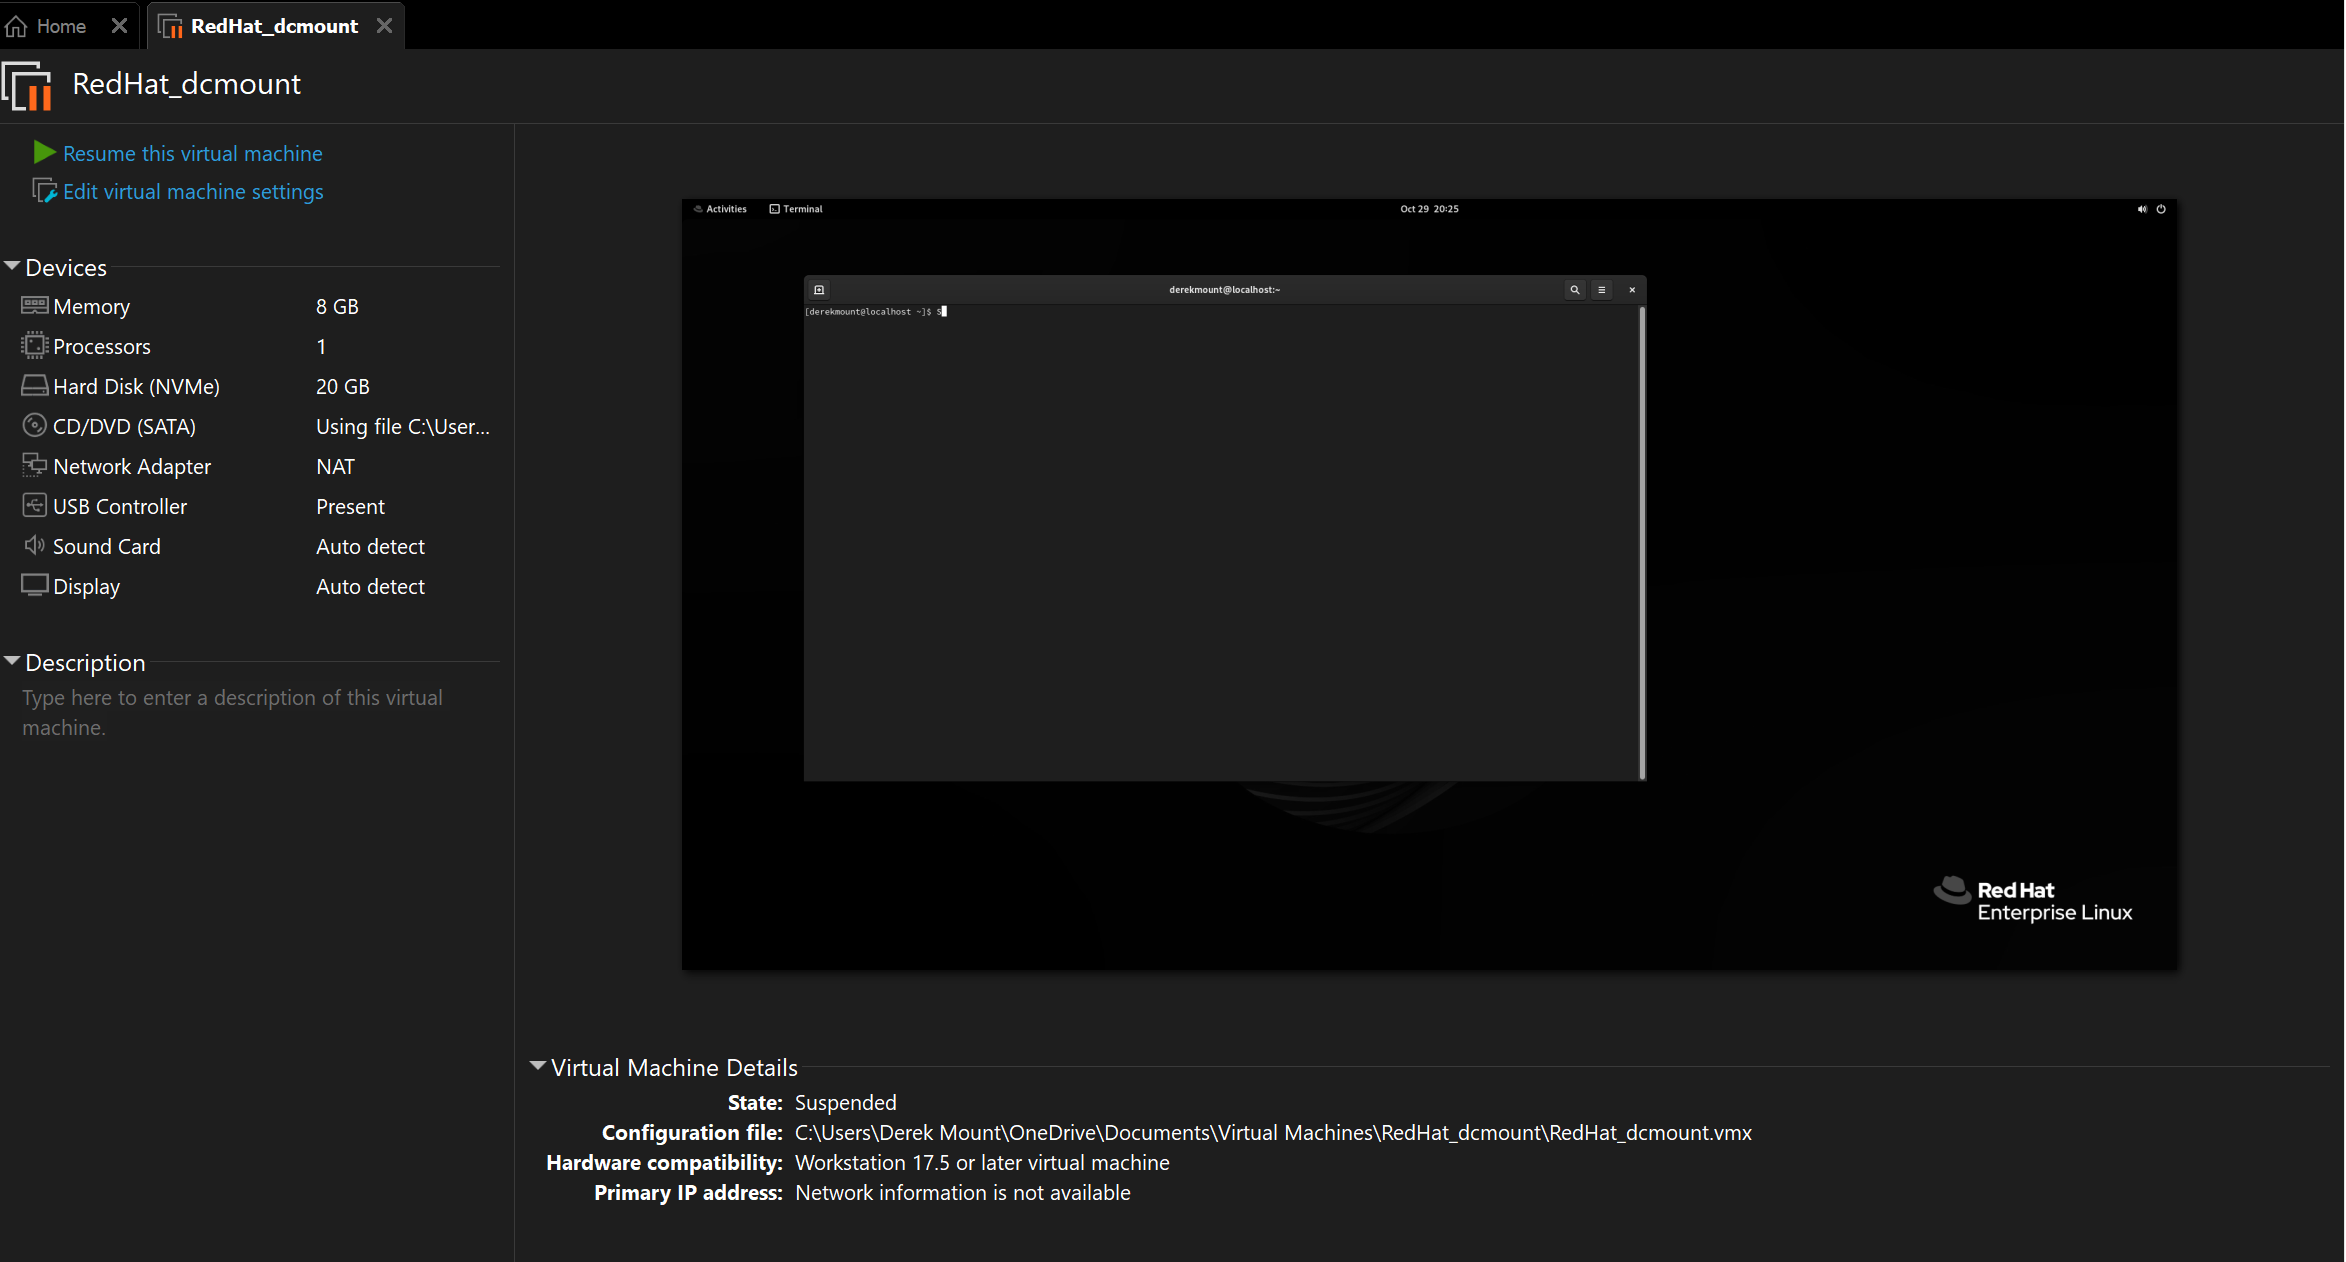 Home
RedHat_dcmount
RedHat_dcmount
Resume this virtual machine
Edit virtual machine settings
Devices
Memory 8 GB
Processors 1
Hard Disk (NVMe) 20 GB
CD/DVD (SATA) Using file C:\User...
Network Adapter NAT
USB Controller Present
Sound Card Auto detect
Display Auto detect
Description
Type here to enter a description of this virtual
machine.
Activities Terminal Oct 29 20:25
derekmount@localhost:~
[derekmount@localhost ~]$ S
Red Hat
Enterprise Linux
Virtual Machine Details
State: Suspended
Configuration file: C:\Users\Derek Mount\OneDrive\Documents\Virtual Machines\RedHat_dcmount\RedHat_dcmount.vmx
Hardware compatibility: Workstation 17.5 or later virtual machine
Primary IP address: Network information is not available